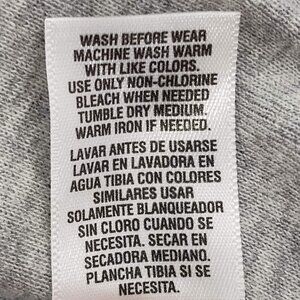 WASH BEFORE WEAR
MACHINE WASH WARM
WITH LIKE COLORS.
USE ONLY NON-CHLORINE
BLEACH WHEN NEEDED
TUMBLE DRY MEDIUM.
WARM IRON IF NEEDED.
LAVAR ANTES DE USARSE
LAVAR EN LAVADORA EN
AGUA TIBIA CON COLORES
SIMILARES USAR
SOLAMENTE BLANQUEADOR
SIN CLORO CUANDO SE
NECESITA. SECAR EN
SECADORA MEDIANO.
PLANCHA TIBIA SI SE
NECESITA.